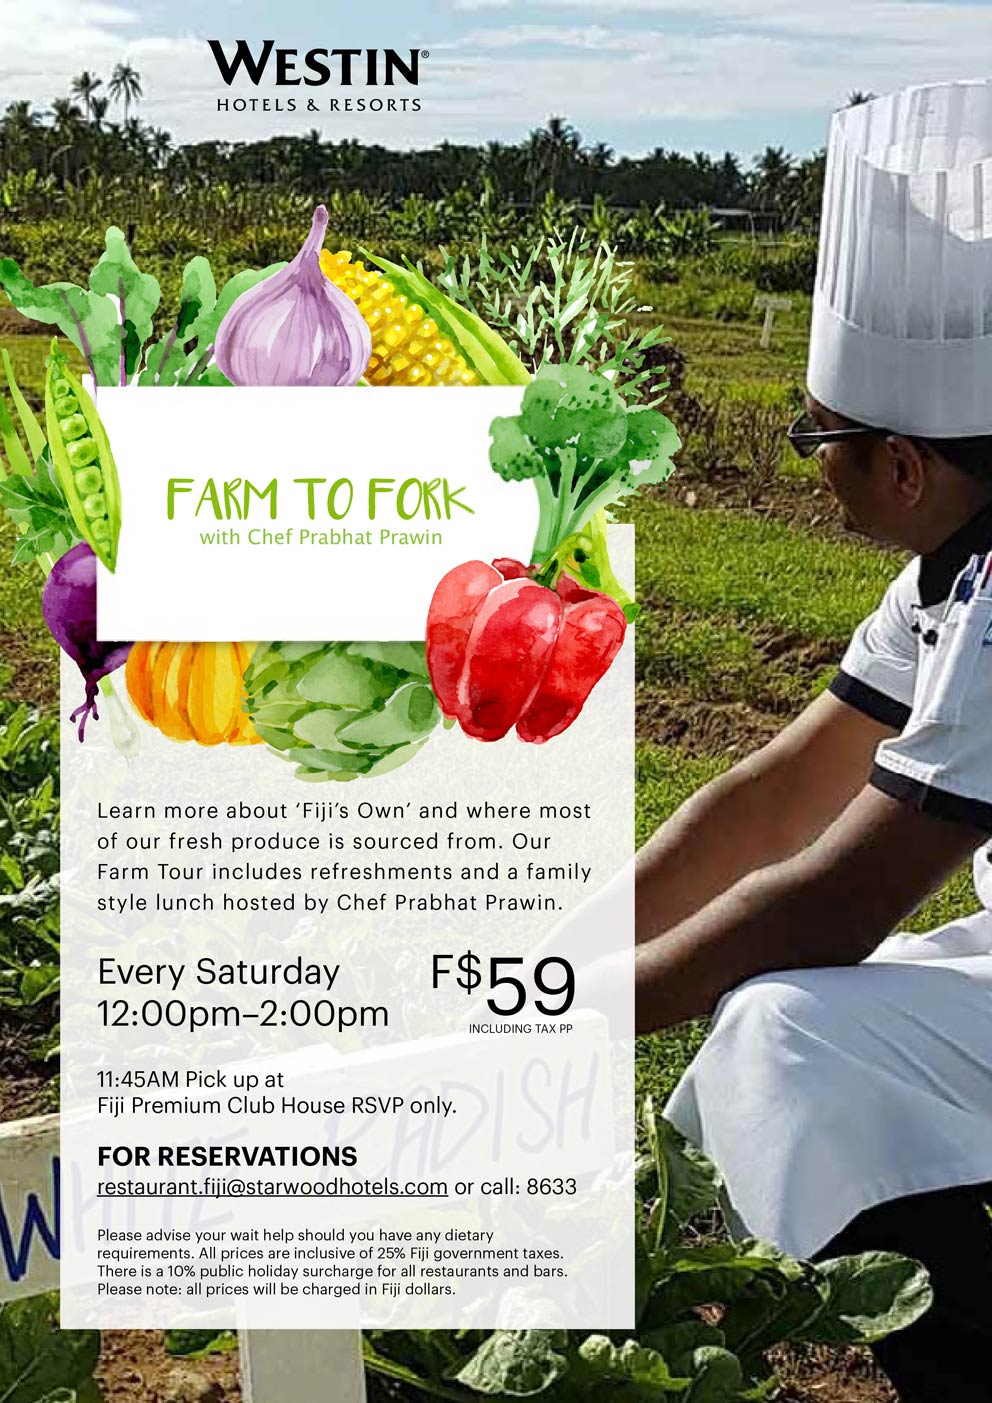 WESTIN®
HOTELS & RESORTS
FARM TO FORK
with Chef Prabhat Prawin
Learn more about ‘Fiji’s Own’ and where most
of our fresh produce is sourced from. Our
Farm Tour includes refreshments and a family
style lunch hosted by Chef Prabhat Prawin.
Every Saturday
12:00pm–2:00pm
F$59
INCLUDING TAX PP
11:45AM Pick up at
Fiji Premium Club House RSVP only.
FOR RESERVATIONS
restaurant.fiji@starwoodhotels.com or call: 8633
Please advise your wait help should you have any dietary
requirements. All prices are inclusive of 25% Fiji government taxes.
There is a 10% public holiday surcharge for all restaurants and bars.
Please note: all prices will be charged in Fiji dollars.
WHITE RADISH